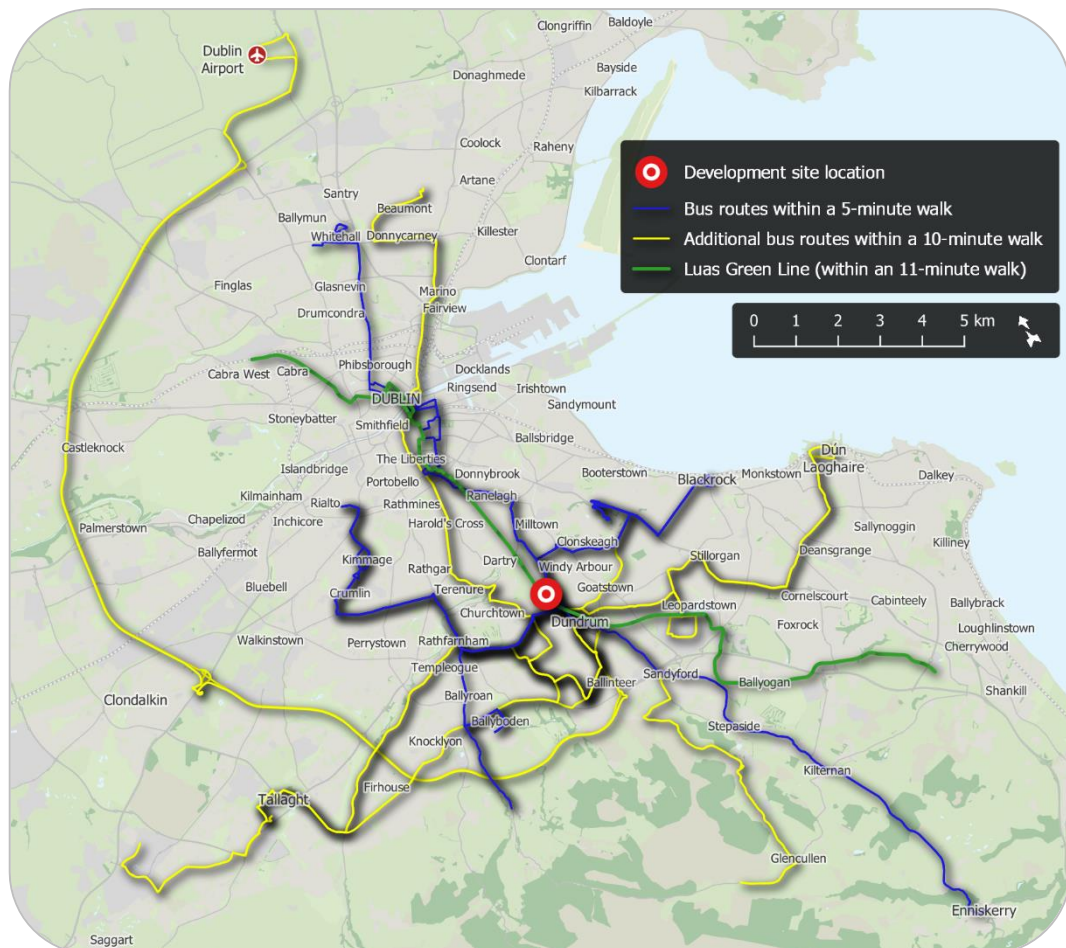 Baldoyle
Clongriffin
Dublin
Airport
Donaghmede
Bayside
Kilbarrack
Coolock
Raheny
Development site location
Bus routes within a 5-minute walk
Additional bus routes within a 10-minute walk
Luas Green Line (within an 11-minute walk)
0 1 2 3 4 5 km
Santry
Artane
Beaumont
Ballymun
Whitehall
Donnycarney
Killester
Clontarf
Finglas
Glasnevin
Marino
Fairview
Drumcondra
Phibsborough
Cabra West
Cabra
Docklands
Ringsend
Irishtown
DUBLIN
Sandymount
Stoneybatter
Smithfield
Ballsbridge
Castleknock
The Liberties
Islandbridge
Donnybrook
Booterstown
Blackrock
Monkstown
Dún
Laoghaire
Dalkey
Portobello
Kilmainham
Rialto
Rathmines
Ranelagh
Palmerstown
Chapelizod
Inchicore
Harold's Cross
Milltown
Sallynoggin
Killiney
Ballyfermot
Clonskeagh
Kimmage
Dartry
Windy Arbour
Stillorgan
Deansgrange
Bluebell
Rathgar
Crumlin
Terenure
Goatstown
Cornelscourt
Cabinteely
Ballybrack
Churchtown
Leopardstown
Foxrock
Loughlinstown
Walkinstown
Perrystown
Rathfarnham
Dundrum
Cherrywood
Templeogue
Sandyford
Clondalkin
Ballyroan
Ballinteer
Ballyogan
Shankill
Ballyboden
Stepaside
Knocklyon
Kilternan
Firhouse
Tallaght
Glencullen
Enniskerry
Saggart